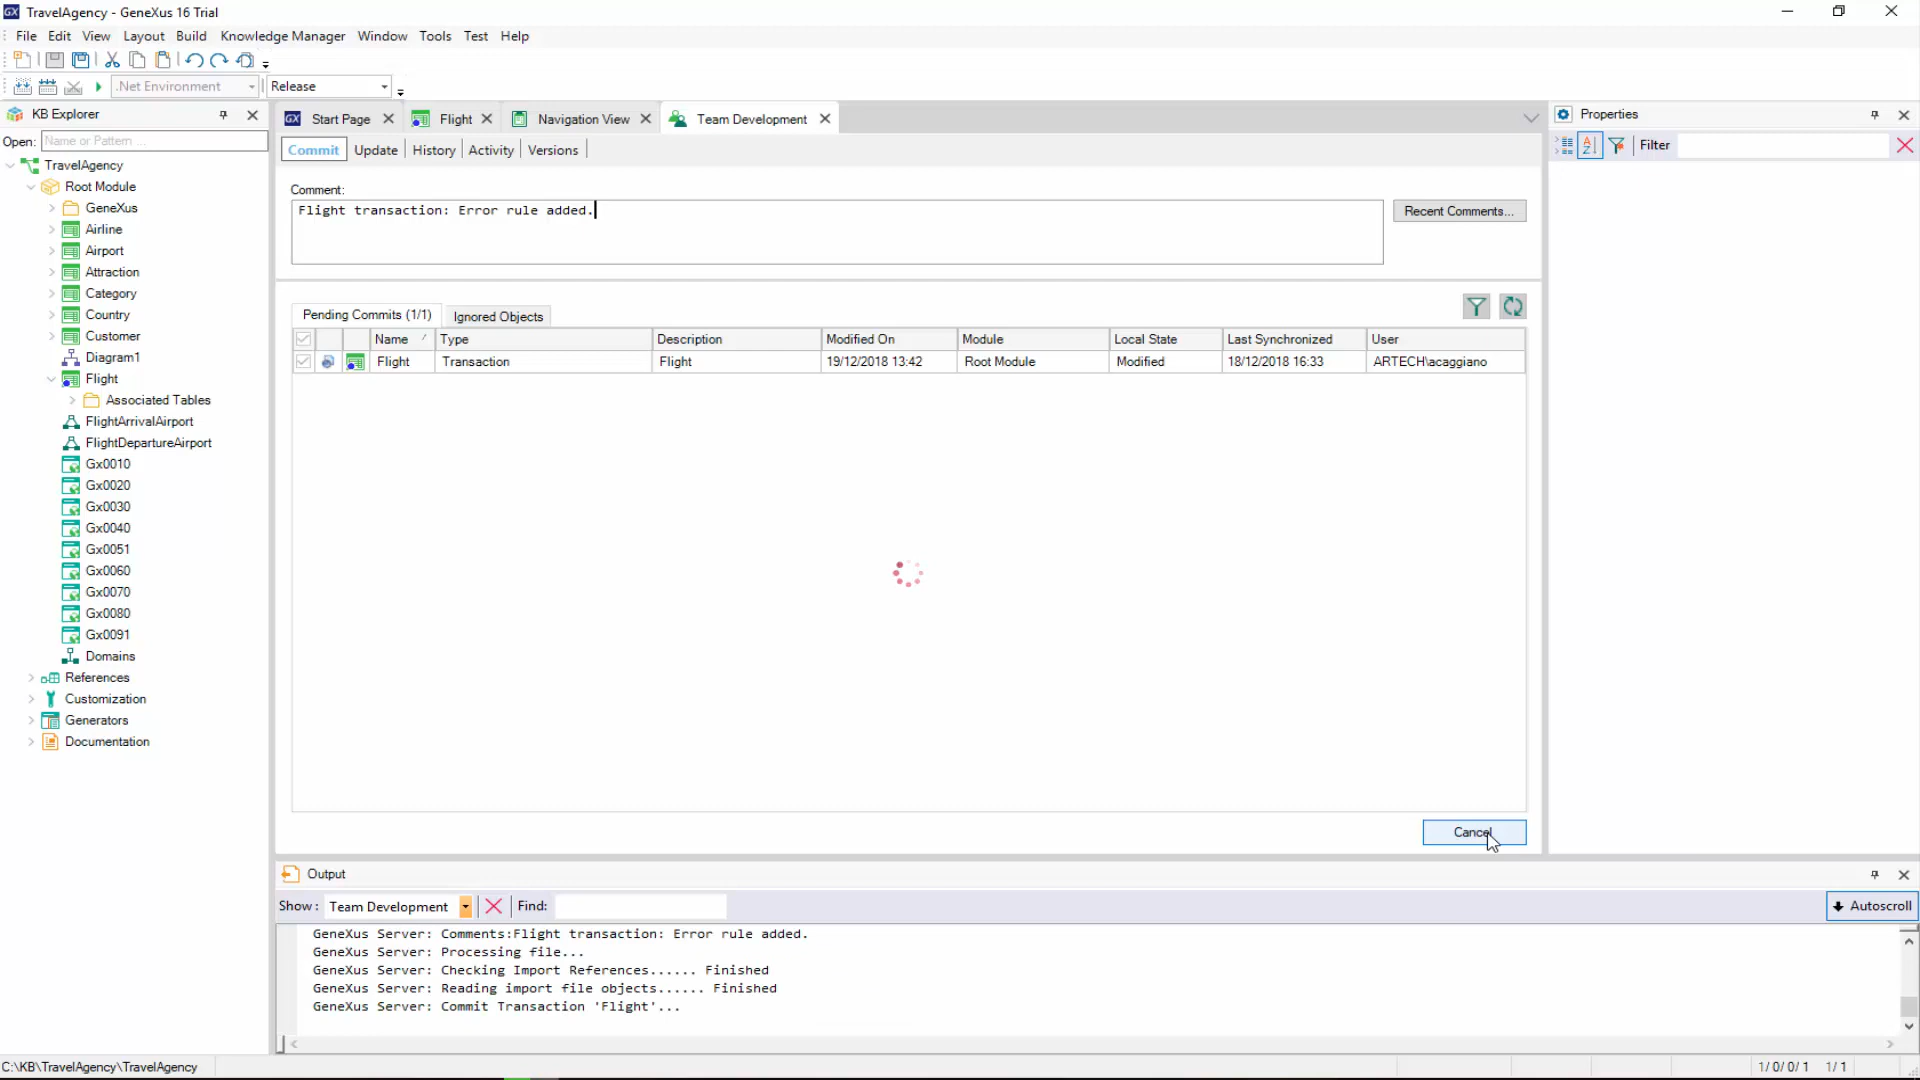 TravelAgency - GeneXus 16 Trial
File Edit View Layout Build Knowledge Manager Window Tools Test Help
.Net Environment Release
KB Explorer
Open: Name or Pattern ...
TravelAgency
Root Module
GeneXus
Airline
Airport
Attraction
Category
Country
Customer
Diagram1
Flight
Associated Tables
FlightArrivalAirport
FlightDepartureAirport
Gx0010
Gx0020
Gx0030
Gx0040
Gx0051
Gx0060
Gx0070
Gx0080
Gx0091
Domains
References
Customization
Generators
Documentation
Start Page Flight Navigation View Team Development
Commit Update History Activity Versions
Comment:
Flight transaction: Error rule added.
Recent Comments...
Pending Commits (1/1) Ignored Objects
Name Type Description Modified On Module Local State Last Synchronized User
Flight Transaction Flight 19/12/2018 13:42 Root Module Modified 18/12/2018 16:33 ARTECH\acaggiano
Cancel
Properties
Filter
Output
Show: Team Development Find:
Autoscroll
GeneXus Server: Comments:Flight transaction: Error rule added.
GeneXus Server: Processing file...
GeneXus Server: Checking Import References...... Finished
GeneXus Server: Reading import file objects...... Finished
GeneXus Server: Commit Transaction 'Flight'...
C:\KB\TravelAgency\TravelAgency
1/0/0/1 1/1